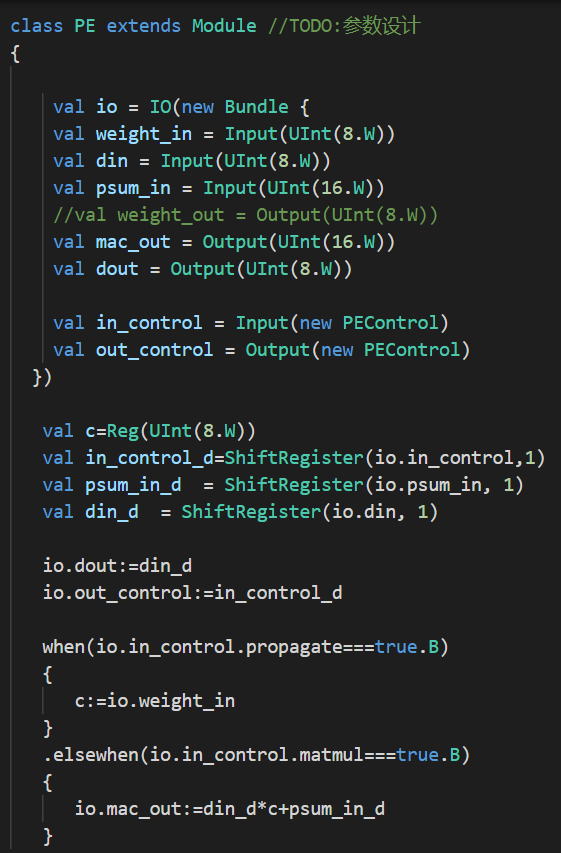 class PE extends Module //TODO:参数设计
{
val io = IO(new Bundle {
val weight_in = Input(UInt(8.W))
val din = Input(UInt(8.W))
val psum_in = Input(UInt(16.W))
//val weight_out = Output(UInt(8.W))
val mac_out = Output(UInt(16.W))
val dout = Output(UInt(8.W))
val in_control = Input(new PEControl)
val out_control = Output(new PEControl)
})
val c=Reg(UInt(8.W))
val in_control_d=ShiftRegister(io.in_control,1)
val psum_in_d  = ShiftRegister(io.psum_in, 1)
val din_d  = ShiftRegister(io.din, 1)
io.dout:=din_d
io.out_control:=in_control_d
when(io.in_control.propagate===true.B)
{
c:=io.weight_in
}
.elsewhen(io.in_control.matmul===true.B)
{
io.mac_out:=din_d*c+psum_in_d
}